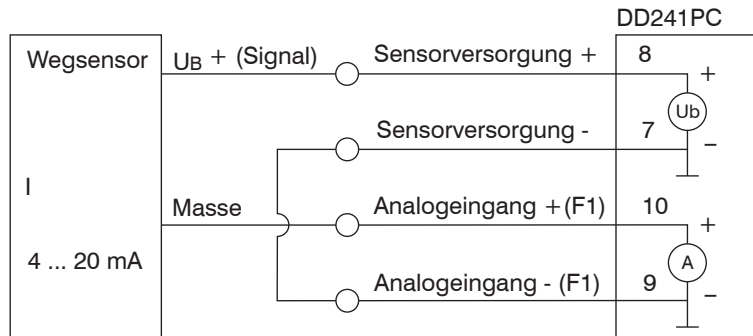 DD241PC
Wegsensor
UB + (Signal)
Sensorversorgung +
8
+
Ub
Sensorversorgung -
7
−
I
Masse
Analogeingang +(F1)
10
+
4 ... 20 mA
A
Analogeingang - (F1)
9
−